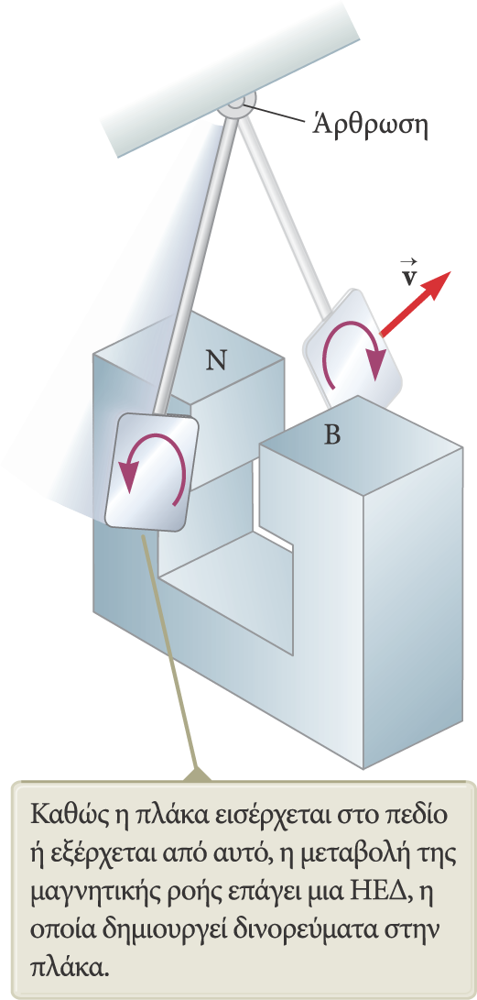 Άρθρωση
v
N
B
Καθώς η πλάκα εισέρχεται στο πεδίο
ή εξέρχεται από αυτό, η μεταβολή της
μαγνητικής ροής επάγει μια ΗΕΔ, η
οποία δημιουργεί δινορεύματα στην
πλάκα.